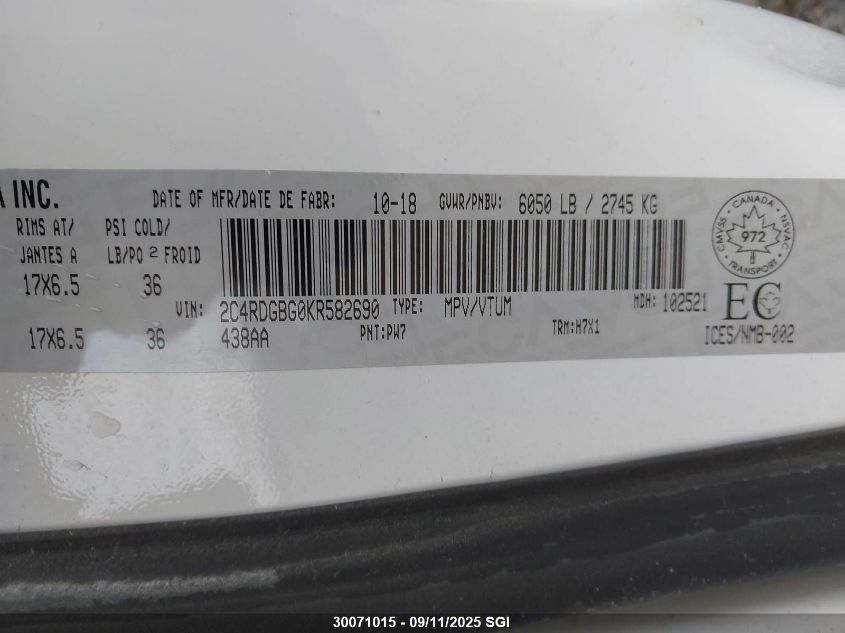 INC. DATE OF MFR/DATE DE FABR: 10-18 GVWR/PNBV: 6050 LB / 2745 KG
RIMS AT/ PSI COLD/
JANTES A LB/PO 2 FROID
17X6.5 36
VIN: 2C4RDGBG0KR582690 TYPE: MPV/VTUM MDH: 102521
17X6.5 36 438AA PNT: PW7 TRM: H7X1
CANADA
CMVSS NSVAC
972
TRANSPORT
EC
ICES/NMB-002
30071015 - 09/11/2025 SGI